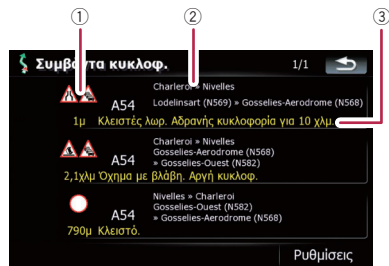 ① ② ③
Συμβάντα κυκλοφ. 1/1
Charleroi » Nivelles
A54 Lodelinsart (N569) » Gosselies-Aerodrome (N568)
1μ Κλειστές λωρ. Αδρανής κυκλοφορία για 10 χλμ.
Charleroi » Nivelles
A54 Gosselies-Aerodrome (N568)
» Gosselies-Ouest (N582)
2,1χλμ Όχημα με βλάβη. Αργή κυκλοφ.
Nivelles » Charleroi
Gosselies-Ouest (N582)
A54 » Gosselies-Aerodrome (N568)
790μ Κλειστό.
Ρυθμίσεις